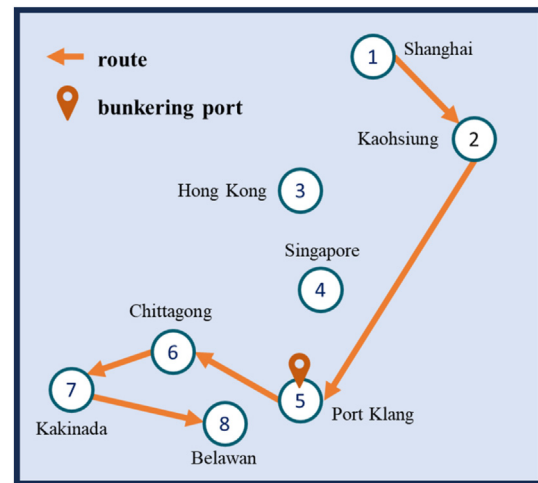 route
bunkering port
1
Shanghai
Kaohsiung
2
Hong Kong
3
Singapore
4
Chittagong
6
7
5
Port Klang
Kakinada
8
Belawan